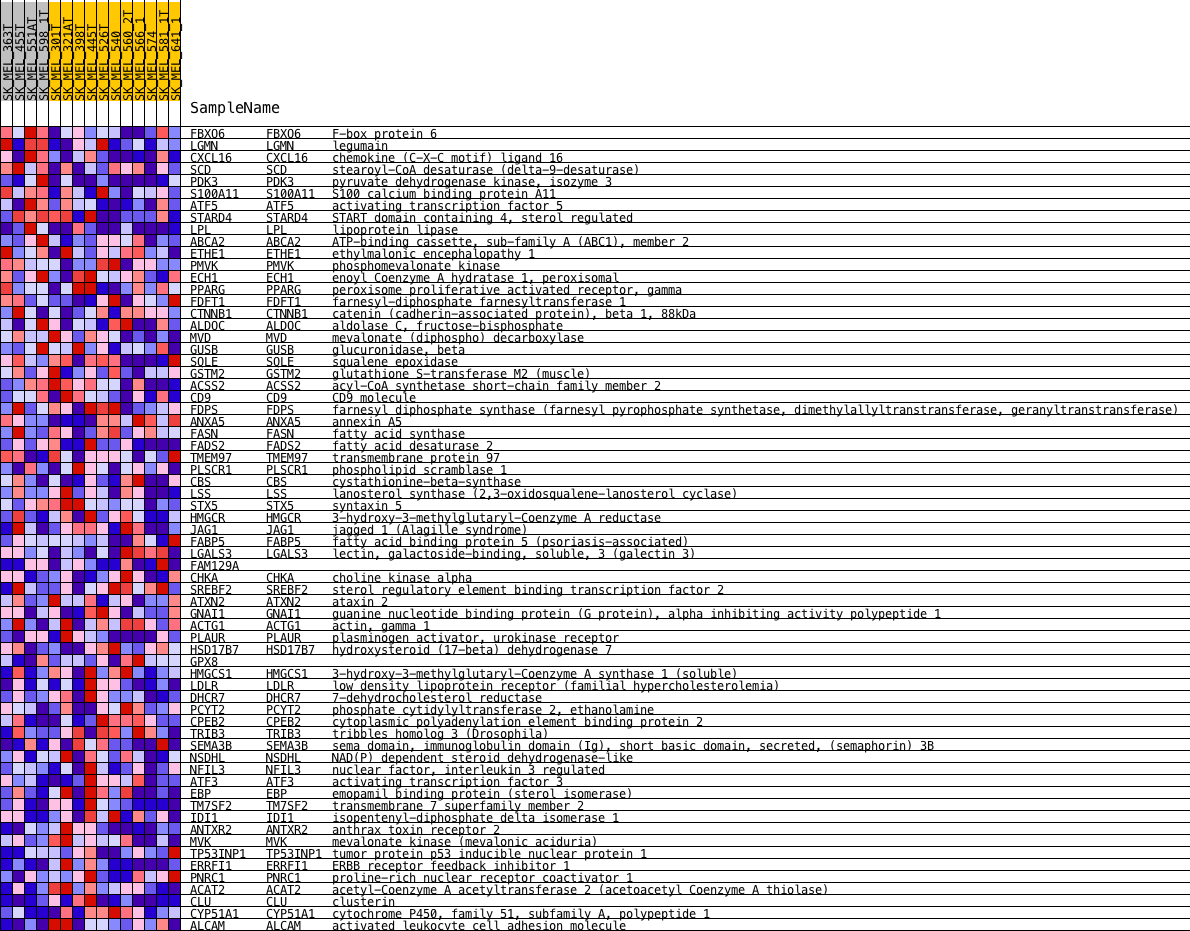 SK_MEL_363T
SK_MEL_455T
SK_MEL_551AT
SK_MEL_598_1T
SK_MEL_301T
SK_MEL_321AT
SK_MEL_398T
SK_MEL_445T
SK_MEL_526T
SK_MEL_540
SK_MEL_560_2T
SK_MEL_566_1
SK_MEL_574
SK_MEL_581_1T
SK_MEL_641_1
SampleName
FBXO6 FBXO6 F-box protein 6
LGMN LGMN legumain
CXCL16 CXCL16 chemokine (C-X-C motif) ligand 16
SCD SCD stearoyl-CoA desaturase (delta-9-desaturase)
PDK3 PDK3 pyruvate dehydrogenase kinase, isozyme 3
S100A11 S100A11 S100 calcium binding protein A11
ATF5 ATF5 activating transcription factor 5
STARD4 STARD4 START domain containing 4, sterol regulated
LPL LPL lipoprotein lipase
ABCA2 ABCA2 ATP-binding cassette, sub-family A (ABC1), member 2
ETHE1 ETHE1 ethylmalonic encephalopathy 1
PMVK PMVK phosphomevalonate kinase
ECH1 ECH1 enoyl Coenzyme A hydratase 1, peroxisomal
PPARG PPARG peroxisome proliferative activated receptor, gamma
FDFT1 FDFT1 farnesyl-diphosphate farnesyltransferase 1
CTNNB1 CTNNB1 catenin (cadherin-associated protein), beta 1, 88kDa
ALDOC ALDOC aldolase C, fructose-bisphosphate
MVD MVD mevalonate (diphospho) decarboxylase
GUSB GUSB glucuronidase, beta
SQLE SQLE squalene epoxidase
GSTM2 GSTM2 glutathione S-transferase M2 (muscle)
ACSS2 ACSS2 acyl-CoA synthetase short-chain family member 2
CD9 CD9 CD9 molecule
FDPS FDPS farnesyl diphosphate synthase (farnesyl pyrophosphate synthetase, dimethylallyltranstransferase, geranyltranstransferase)
ANXA5 ANXA5 annexin A5
FASN FASN fatty acid synthase
FADS2 FADS2 fatty acid desaturase 2
TMEM97 TMEM97 transmembrane protein 97
PLSCR1 PLSCR1 phospholipid scramblase 1
CBS CBS cystathionine-beta-synthase
LSS LSS lanosterol synthase (2,3-oxidosqualene-lanosterol cyclase)
STX5 STX5 syntaxin 5
HMGCR HMGCR 3-hydroxy-3-methylglutaryl-Coenzyme A reductase
JAG1 JAG1 jagged 1 (Alagille syndrome)
FABP5 FABP5 fatty acid binding protein 5 (psoriasis-associated)
LGALS3 LGALS3 lectin, galactoside-binding, soluble, 3 (galectin 3)
FAM129A
CHKA CHKA choline kinase alpha
SREBF2 SREBF2 sterol regulatory element binding transcription factor 2
ATXN2 ATXN2 ataxin 2
GNAI1 GNAI1 guanine nucleotide binding protein (G protein), alpha inhibiting activity polypeptide 1
ACTG1 ACTG1 actin, gamma 1
PLAUR PLAUR plasminogen activator, urokinase receptor
HSD17B7 HSD17B7 hydroxysteroid (17-beta) dehydrogenase 7
GPX8
HMGCS1 HMGCS1 3-hydroxy-3-methylglutaryl-Coenzyme A synthase 1 (soluble)
LDLR LDLR low density lipoprotein receptor (familial hypercholesterolemia)
DHCR7 DHCR7 7-dehydrocholesterol reductase
PCYT2 PCYT2 phosphate cytidylyltransferase 2, ethanolamine
CPEB2 CPEB2 cytoplasmic polyadenylation element binding protein 2
TRIB3 TRIB3 tribbles homolog 3 (Drosophila)
SEMA3B SEMA3B sema domain, immunoglobulin domain (Ig), short basic domain, secreted, (semaphorin) 3B
NSDHL NSDHL NAD(P) dependent steroid dehydrogenase-like
NFIL3 NFIL3 nuclear factor, interleukin 3 regulated
ATF3 ATF3 activating transcription factor 3
EBP EBP emopamil binding protein (sterol isomerase)
TM7SF2 TM7SF2 transmembrane 7 superfamily member 2
IDI1 IDI1 isopentenyl-diphosphate delta isomerase 1
ANTXR2 ANTXR2 anthrax toxin receptor 2
MVK MVK mevalonate kinase (mevalonic aciduria)
TP53INP1 TP53INP1 tumor protein p53 inducible nuclear protein 1
ERRFI1 ERRFI1 ERBB receptor feedback inhibitor 1
PNRC1 PNRC1 proline-rich nuclear receptor coactivator 1
ACAT2 ACAT2 acetyl-Coenzyme A acetyltransferase 2 (acetoacetyl Coenzyme A thiolase)
CLU CLU clusterin
CYP51A1 CYP51A1 cytochrome P450, family 51, subfamily A, polypeptide 1
ALCAM ALCAM activated leukocyte cell adhesion molecule